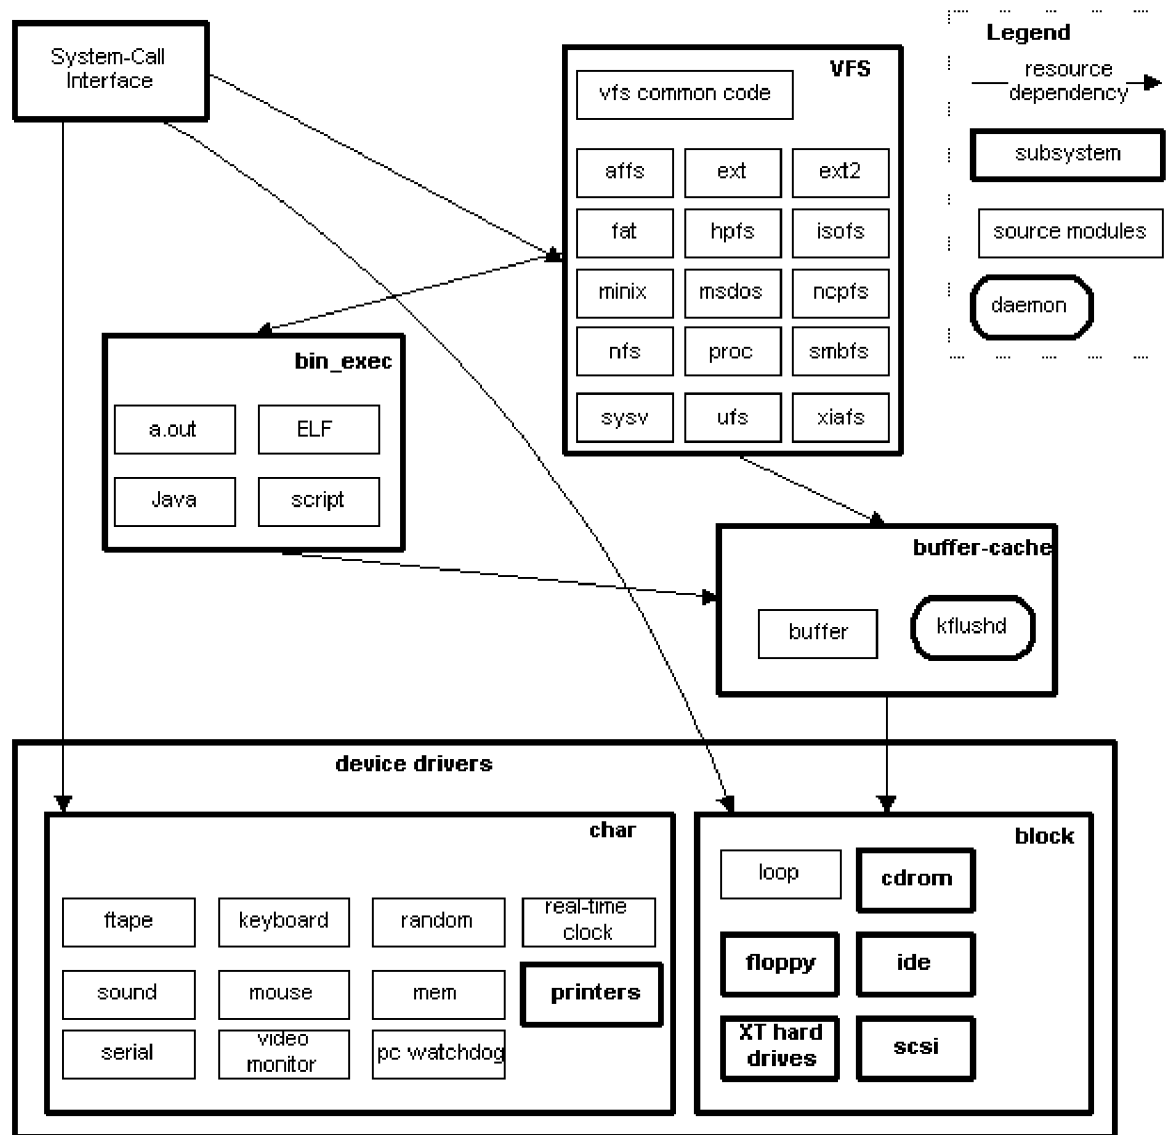 System-Call
Interface
VFS
vfs common code
affs
ext
ext2
fat
hpfs
isofs
minix
msdos
ncpfs
nfs
proc
smbfs
sysv
ufs
xiafs
Legend
resource
dependency
subsystem
source modules
daemon
bin_exec
a.out
ELF
Java
script
buffer-cache
buffer
kflushd
device drivers
char
ftape
keyboard
random
real-time
clock
sound
mouse
mem
printers
serial
video
monitor
pc watchdog
block
loop
cdrom
floppy
ide
XT hard
drives
scsi